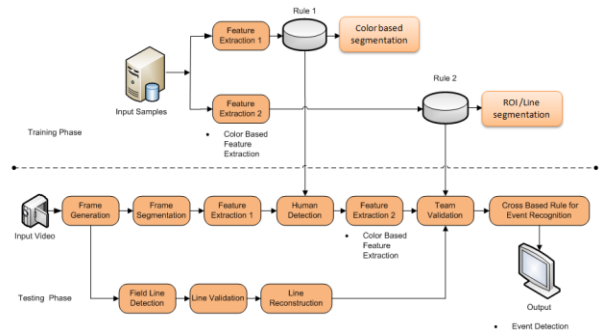 Rule 1
Feature
Extraction 1
Color based
segmentation
Input Samples
Rule 2
Feature
Extraction 2
ROI /Line
segmentation
• Color Based
Feature
Extraction
Training Phase
Frame
Generation
Frame
Segmentation
Feature
Extraction 1
Human
Detection
Feature
Extraction 2
Team
Validation
Cross Based Rule for
Event Recognition
Input Video
• Color Based
Feature
Extraction
Field Line
Detection
Line Validation
Line
Reconstruction
Output
Testing Phase
• Event Detection